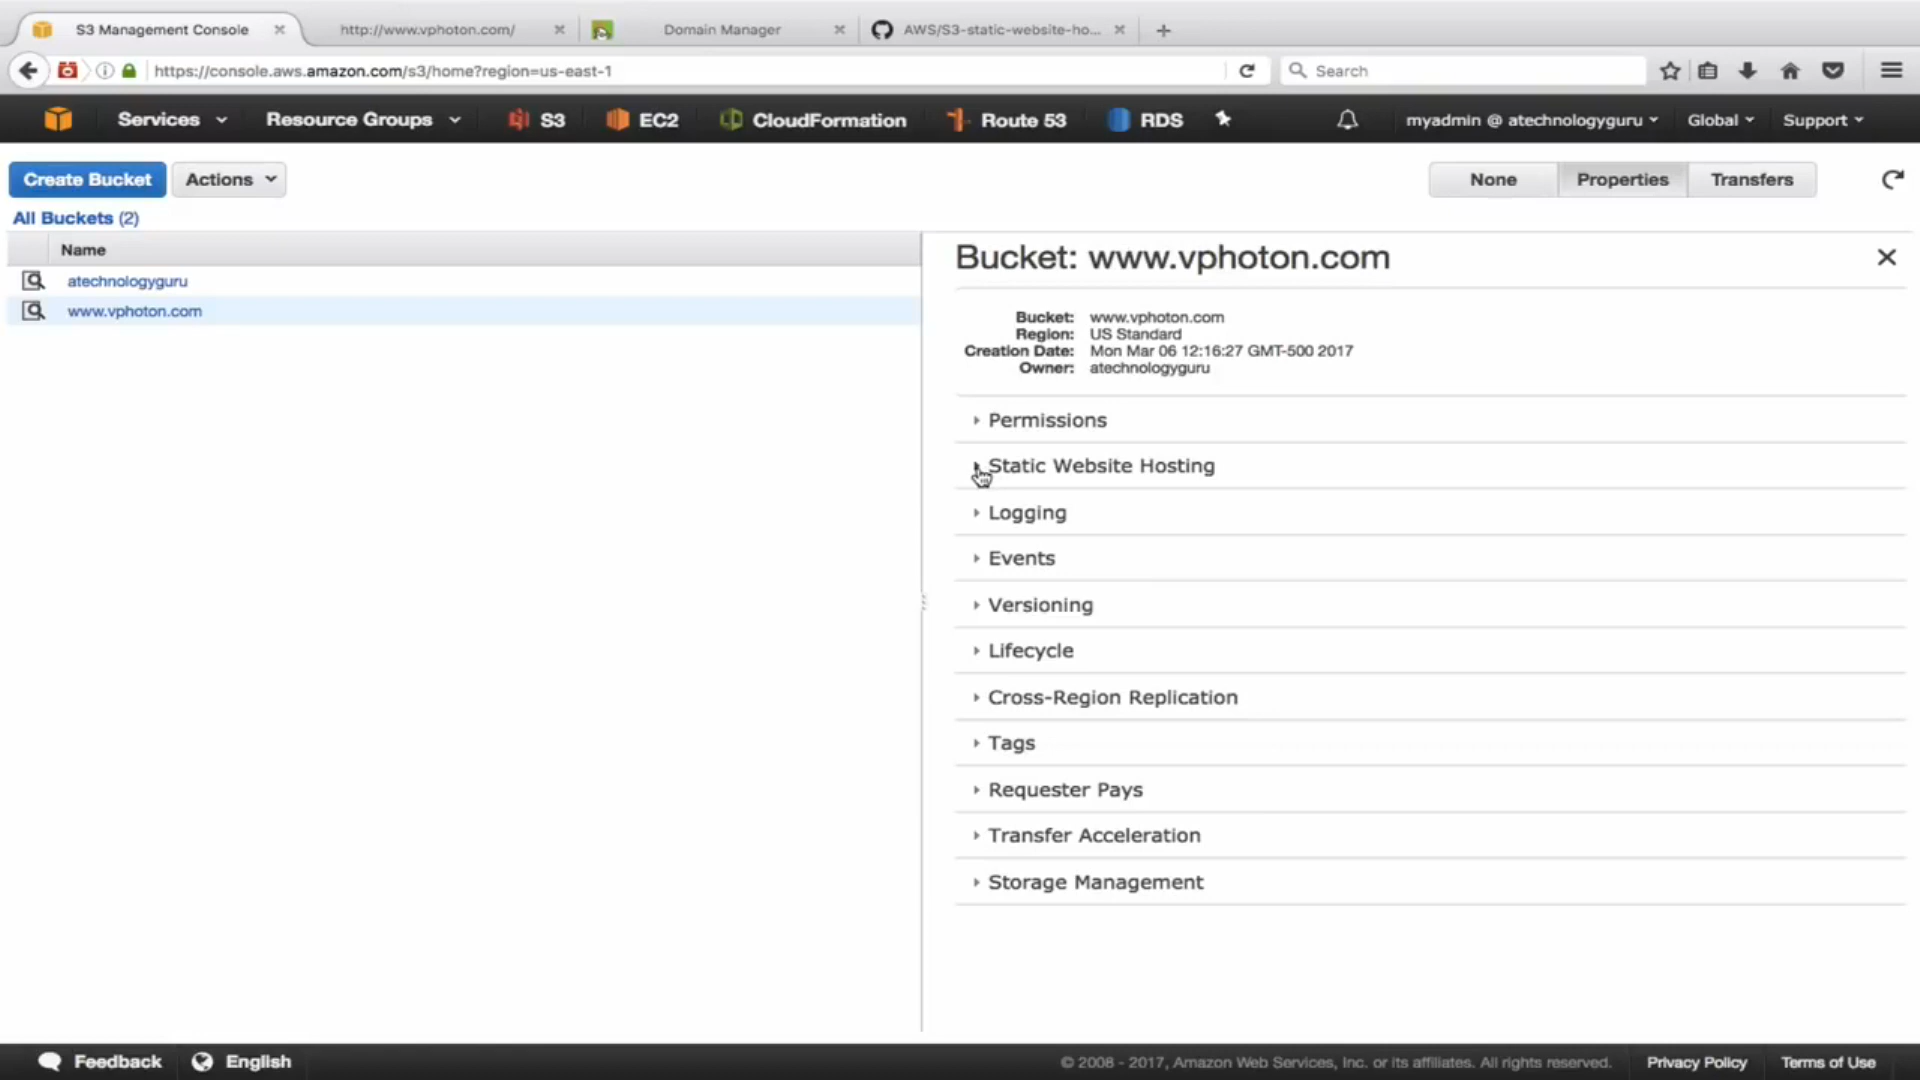 S3 Management Console
http://www.vphoton.com/
Domain Manager
AWS/S3-static-website-ho...
https://console.aws.amazon.com/s3/home?region=us-east-1
Search
Services
Resource Groups
S3
EC2
CloudFormation
Route 53
RDS
myadmin @ atechnologyguru
Global
Support
Create Bucket
Actions
None
Properties
Transfers
All Buckets (2)
Name
atechnologyguru
www.vphoton.com
Bucket: www.vphoton.com
Bucket: www.vphoton.com
Region: US Standard
Creation Date: Mon Mar 06 12:16:27 GMT-500 2017
Owner: atechnologyguru
Permissions
Static Website Hosting
Logging
Events
Versioning
Lifecycle
Cross-Region Replication
Tags
Requester Pays
Transfer Acceleration
Storage Management
Feedback
English
© 2008 - 2017, Amazon Web Services, Inc. or its affiliates. All rights reserved.
Privacy Policy
Terms of Use